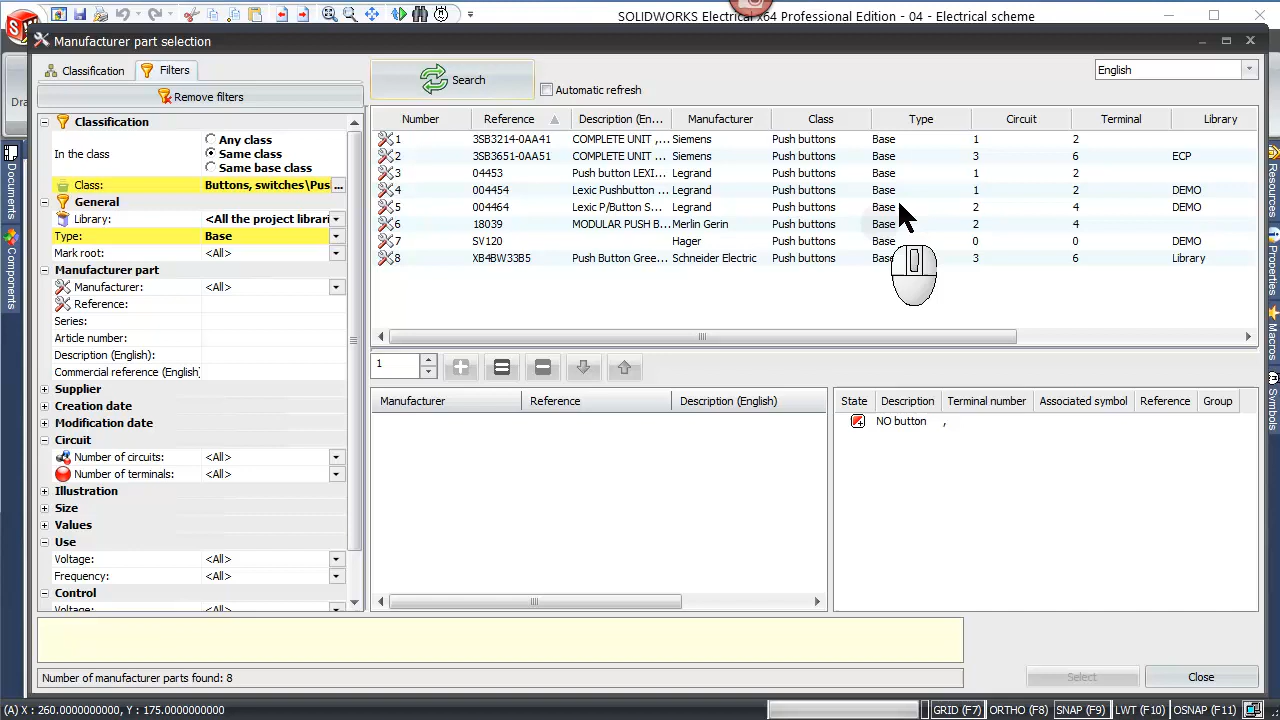 SOLIDWORKS Electrical x64 Professional Edition - 04 - Electrical scheme
Manufacturer part selection
Classification
Filters
Search
English
Automatic refresh
Remove filters
Classification
Any class
In the class
Same class
Same base class
Class: Buttons, switches\Pus ...
General
Library: <All the project librari
Type: Base
Mark root: <All>
Manufacturer part
Manufacturer: <All>
Reference:
Series:
Article number:
Description (English):
Commercial reference (English)
Supplier
Creation date
Modification date
Circuit
Number of circuits: <All>
Number of terminals: <All>
Illustration
Size
Values
Use
Voltage: <All>
Frequency: <All>
Control
Voltage: <All>
Number Reference Description (En... Manufacturer Class Type Circuit Terminal Library
1 3SB3214-0AA41 COMPLETE UNIT ,... Siemens Push buttons Base 1 2
2 3SB3651-0AA51 COMPLETE UNIT ,... Siemens Push buttons Base 3 6 ECP
3 04453 Push button LEXI... Legrand Push buttons Base 1 2
4 004454 Lexic Pushbutton ... Legrand Push buttons Base 1 2 DEMO
5 004464 Lexic P/Button S... Legrand Push buttons Base 2 4 DEMO
6 18039 MODULAR PUSH B... Merlin Gerin Push buttons Base 2 4
7 SV120 Hager Push buttons Base 0 0 DEMO
8 XB4BW33B5 Push Button Gree... Schneider Electric Push buttons Base 3 6 Library
1
Manufacturer Reference Description (English)
State Description Terminal number Associated symbol Reference Group
NO button ,
Number of manufacturer parts found: 8
Select
Close
Documents
Components
Resources
Properties
Macros
Symbols
(A) X : 260.0000000000, Y : 175.0000000000
GRID (F7) ORTHO (F8) SNAP (F9) LWT (F10) OSNAP (F11)